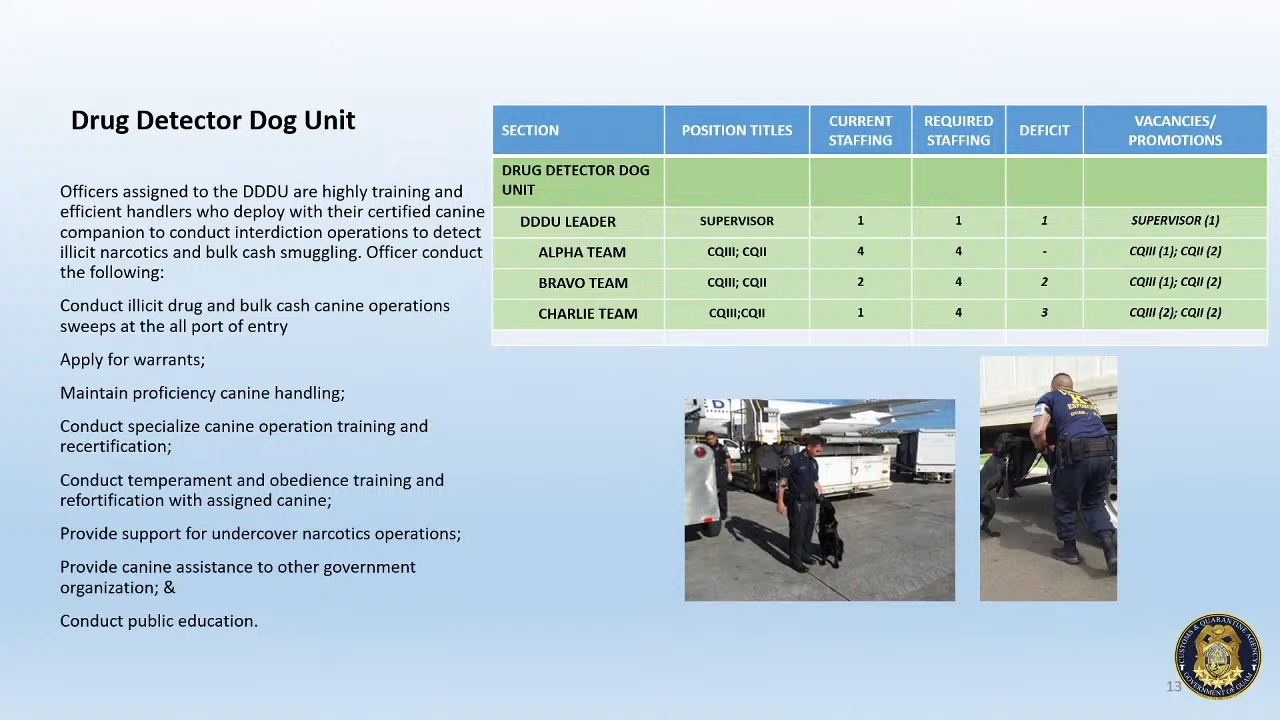 Drug Detector Dog Unit
Officers assigned to the DDDU are highly training and
efficient handlers who deploy with their certified canine
companion to conduct interdiction operations to detect
illicit narcotics and bulk cash smuggling. Officer conduct
the following:
Conduct illicit drug and bulk cash canine operations
sweeps at the all port of entry
Apply for warrants;
Maintain proficiency canine handling;
Conduct specialize canine operation training and
recertification;
Conduct temperament and obedience training and
refortification with assigned canine;
Provide support for undercover narcotics operations;
Provide canine assistance to other government
organization; &
Conduct public education.
SECTION POSITION TITLES CURRENT STAFFING REQUIRED STAFFING DEFICIT VACANCIES/ PROMOTIONS
DRUG DETECTOR DOG
UNIT
DDDU LEADER SUPERVISOR 1 1 1 SUPERVISOR (1)
ALPHA TEAM CQIII; CQII 4 4 - CQIII (1); CQII (2)
BRAVO TEAM CQIII; CQII 2 4 2 CQIII (1); CQII (2)
CHARLIE TEAM CQIII;CQII 1 4 3 CQIII (2); CQII (2)
CUSTOMS & QUARANTINE AGENCY
GOVERNMENT OF GUAM
13